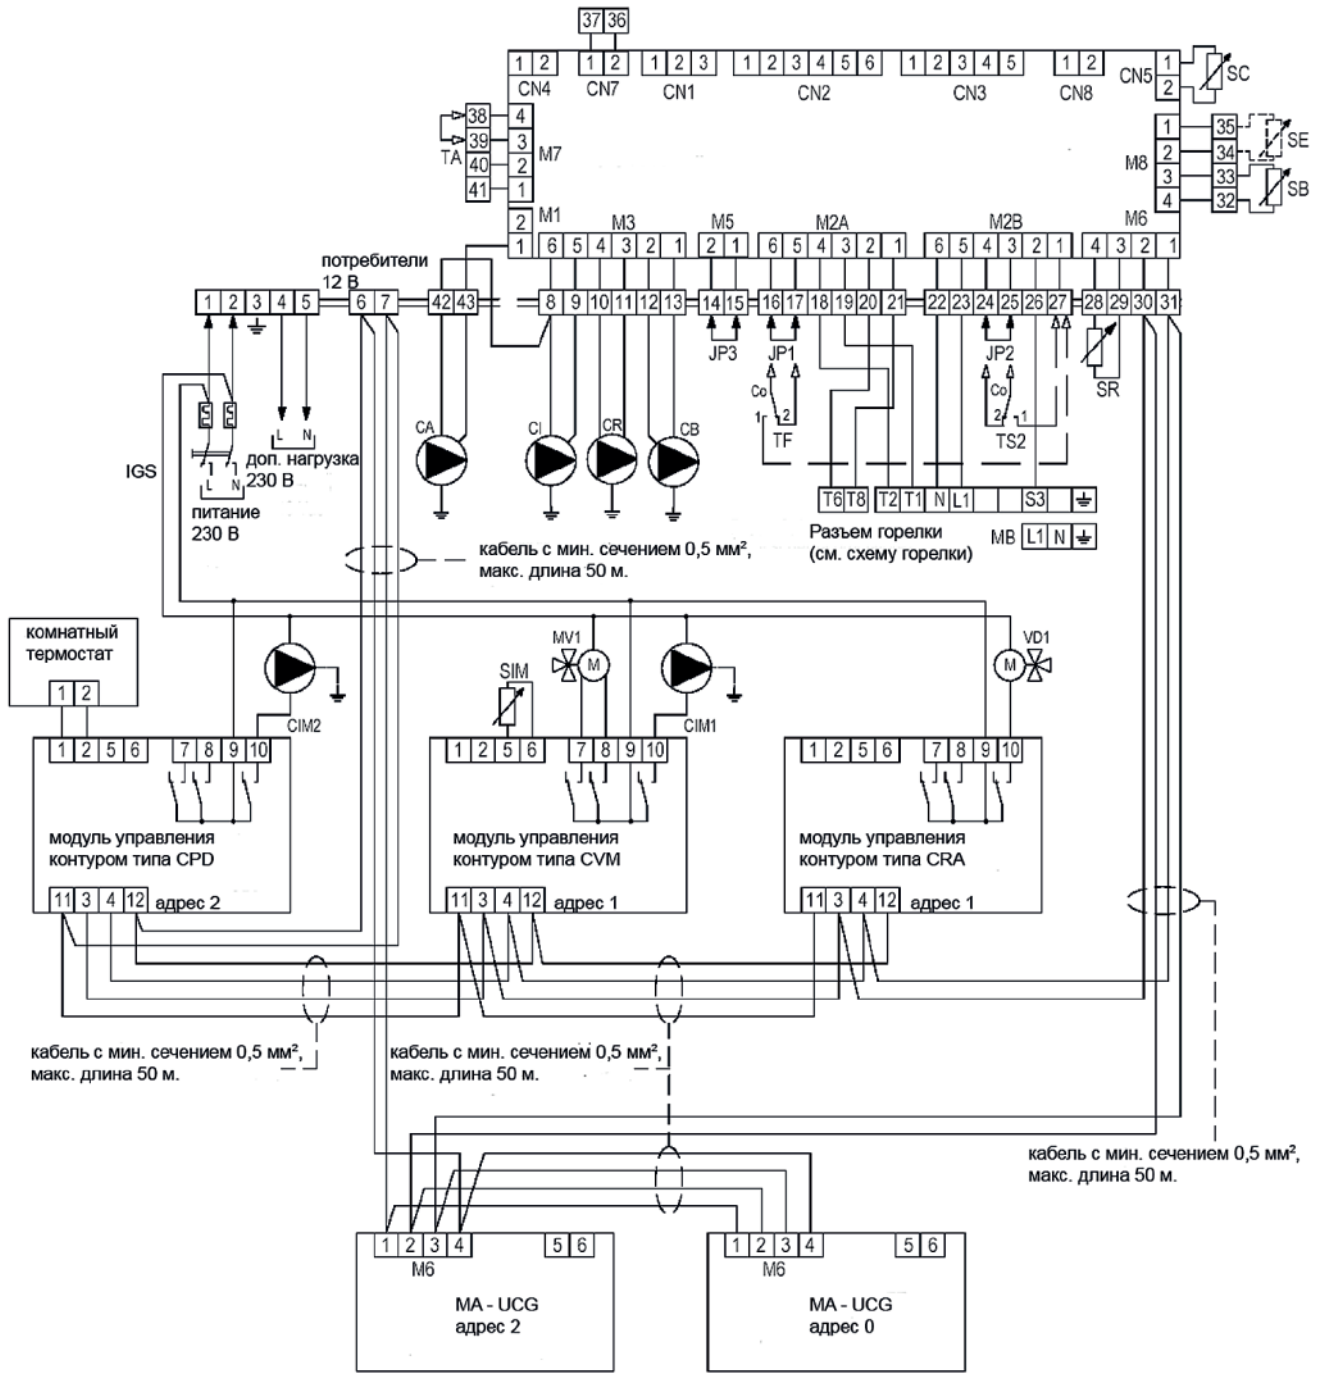 37 36
1 2 1 2 1 2 3 1 2 3 4 5 6 1 2 3 4 5 1 2
CN4 CN7 CN1 CN2 CN3 CN8 CN5
1
2
SC
38 4
39 3
40 2
41 1
TA M7
1 35
2 34
3 33
4 32
M8 SE SB
2 M1
1
M3 M5 M2A M2B M6
6 5 4 3 2 1 2 1 6 5 4 3 2 1 6 5 4 3 2 1 4 3 2 1
потребители
12 В
1 2 3 4 5 6 7 42 43 8 9 10 11 12 13 14 15 16 17 18 19 20 21 22 23 24 25 26 27 28 29 30 31
JP3 JP1 JP2 SR
Co Co
1 2 2 1
TF TS2
CA CI CR CB
L N
доп. нагрузка
230 В
IGS
L N
питание
230 В
T6 T8 T2 T1 N L1 S3
Разъем горелки
(см. схему горелки)
MB L1 N
кабель с мин. сечением 0,5 мм²,
макс. длина 50 м.
комнатный
термостат
1 2
CIM2
SIM
MV1
M
CIM1
VD1
M
1 2 5 6 7 8 9 10
модуль управления
контуром типа CPD
11 3 4 12 адрес 2
1 2 5 6 7 8 9 10
модуль управления
контуром типа CVM
11 3 4 12 адрес 1
1 2 5 6 7 8 9 10
модуль управления
контуром типа CRA
11 3 4 12 адрес 1
кабель с мин. сечением 0,5 мм²,
макс. длина 50 м.
кабель с мин. сечением 0,5 мм²,
макс. длина 50 м.
кабель с мин. сечением 0,5 мм²,
макс. длина 50 м.
1 2 3 4 5 6
M6
MA - UCG
адрес 2
1 2 3 4 5 6
M6
MA - UCG
адрес 0